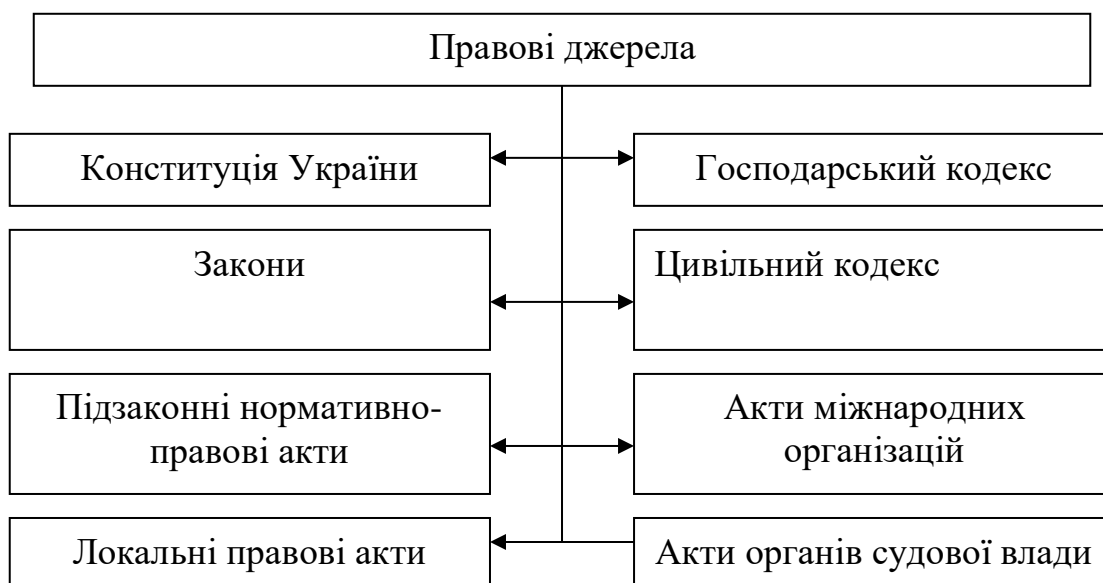 Правові джерела
Конституція України
Господарський кодекс
Закони
Цивільний кодекс
Підзаконні нормативно-
правові акти
Акти міжнародних
організацій
Локальні правові акти
Акти органів судової влади